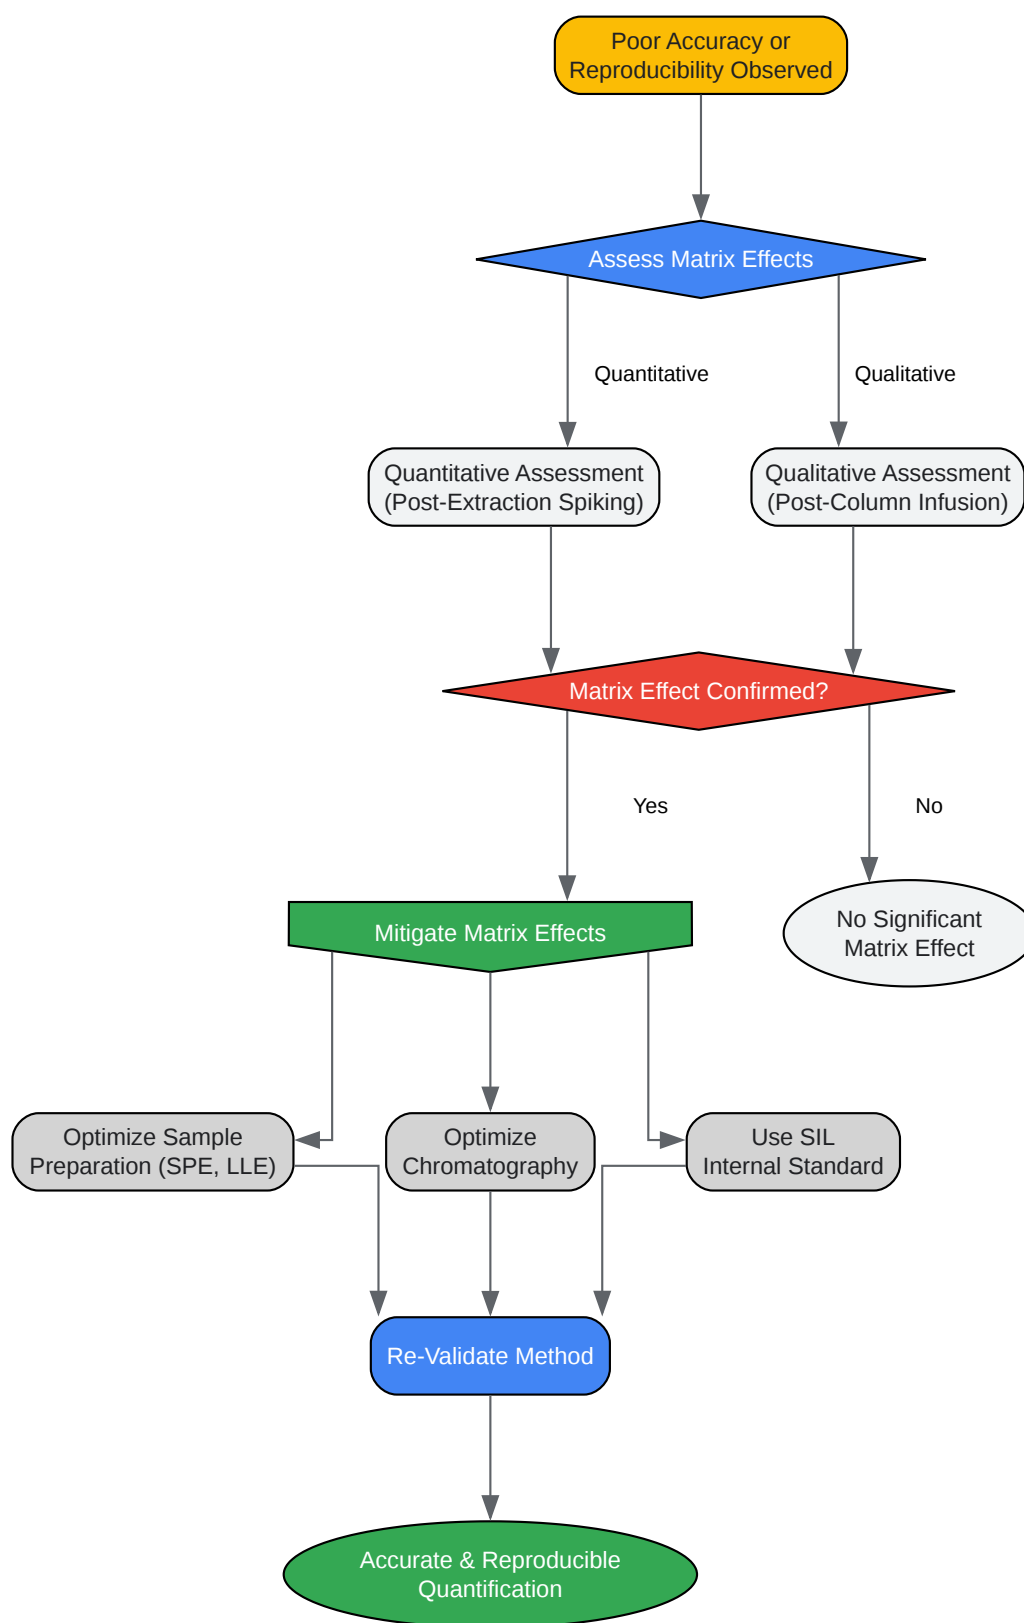 Poor Accuracy or
Reproducibility Observed
Assess Matrix Effects
Quantitative
Qualitative
Quantitative Assessment
(Post-Extraction Spiking)
Qualitative Assessment
(Post-Column Infusion)
Matrix Effect Confirmed?
Yes
No
Mitigate Matrix Effects
No Significant
Matrix Effect
Optimize Sample
Preparation (SPE, LLE)
Optimize
Chromatography
Use SIL
Internal Standard
Re-Validate Method
Accurate & Reproducible
Quantification